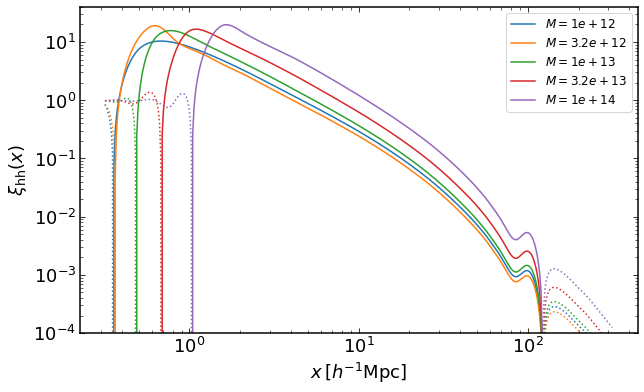 M = 1e + 12
M = 3.2e + 12
M = 1e + 13
M = 3.2e + 13
M = 1e + 14
10¹
10⁰
10⁻¹
10⁻²
10⁻³
10⁻⁴
ξhh(x)
10⁰ 10¹ 10²
x [h⁻¹Mpc]